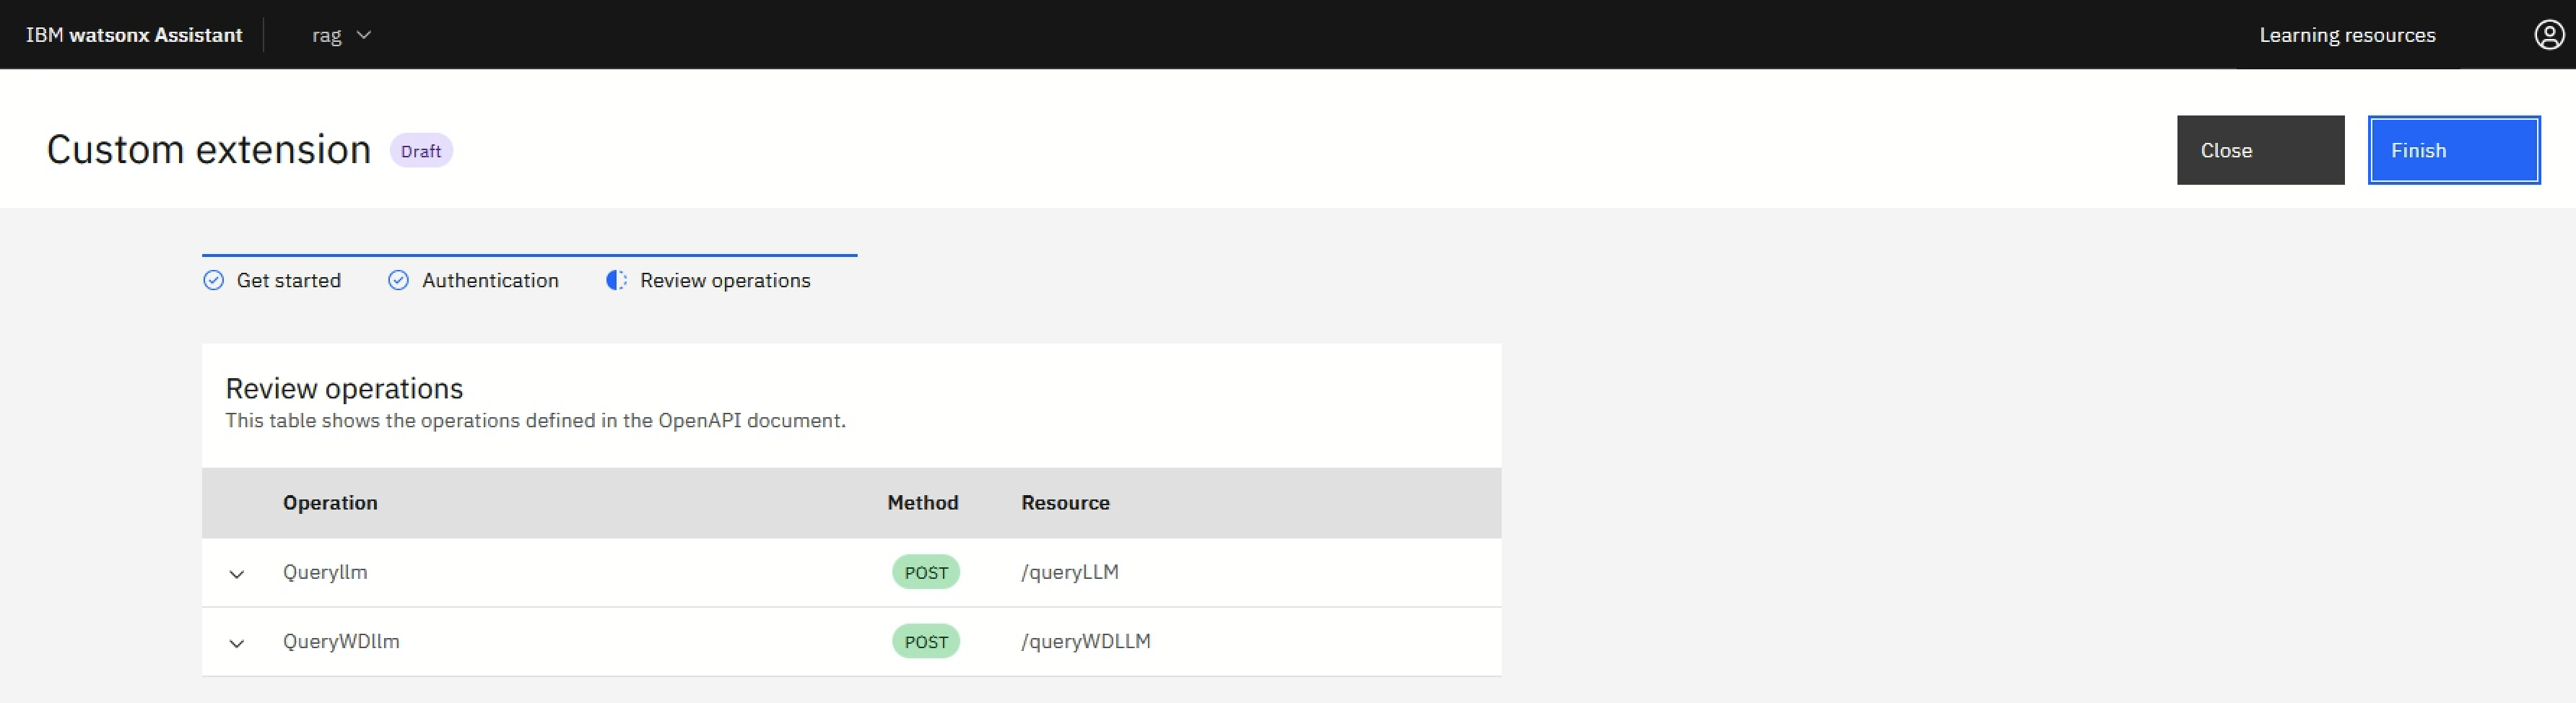 IBM watsonx Assistant rag Learning resources
Custom extension Draft Close Finish
Get started Authentication Review operations
Review operations
This table shows the operations defined in the OpenAPI document.
Operation Method Resource
Queryllm POST /queryLLM
QueryWDllm POST /queryWDLLM